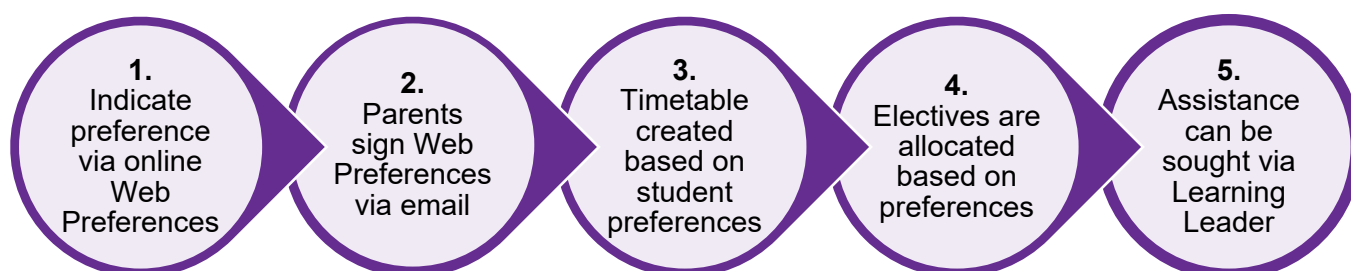 1.
Indicate
preference
via online
Web
Preferences
2.
Parents
sign Web
Preferences
via email
3.
Timetable
created
based on
student
preferences
4.
Electives are
allocated
based on
preferences
5.
Assistance
can be
sought via
Learning
Leader